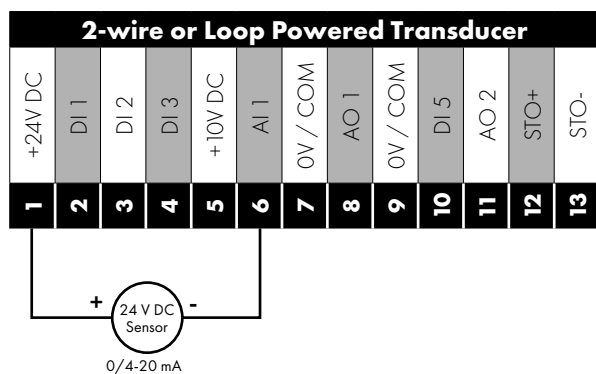 2-wire or Loop Powered Transducer
+24V DC
DI 1
DI 2
DI 3
+10V DC
AI 1
0V / COM
AO 1
0V / COM
DI 5
AO 2
STO+
STO-
1 2 3 4 5 6 7 8 9 10 11 12 13
+ -
24 V DC
Sensor
0/4-20 mA